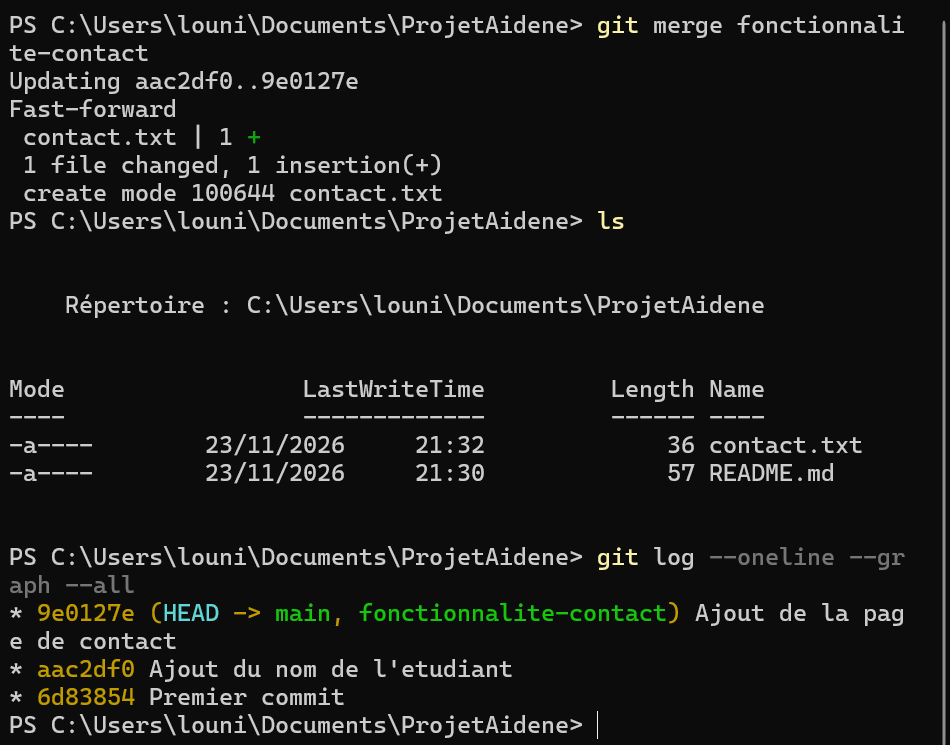 PS C:\Users\louni\Documents\ProjetAidene> git merge fonctionnali
te-contact
Updating aac2df0..9e0127e
Fast-forward
 contact.txt | 1 +
 1 file changed, 1 insertion(+)
 create mode 100644 contact.txt
PS C:\Users\louni\Documents\ProjetAidene> ls
    Répertoire : C:\Users\louni\Documents\ProjetAidene
Mode                 LastWriteTime         Length Name
----                 -------------         ------ ----
-a----        23/11/2026     21:32             36 contact.txt
-a----        23/11/2026     21:30             57 README.md
PS C:\Users\louni\Documents\ProjetAidene> git log --oneline --gr
aph --all
* 9e0127e (HEAD -> main, fonctionnalite-contact) Ajout de la pag
e de contact
* aac2df0 Ajout du nom de l'etudiant
* 6d83854 Premier commit
PS C:\Users\louni\Documents\ProjetAidene>